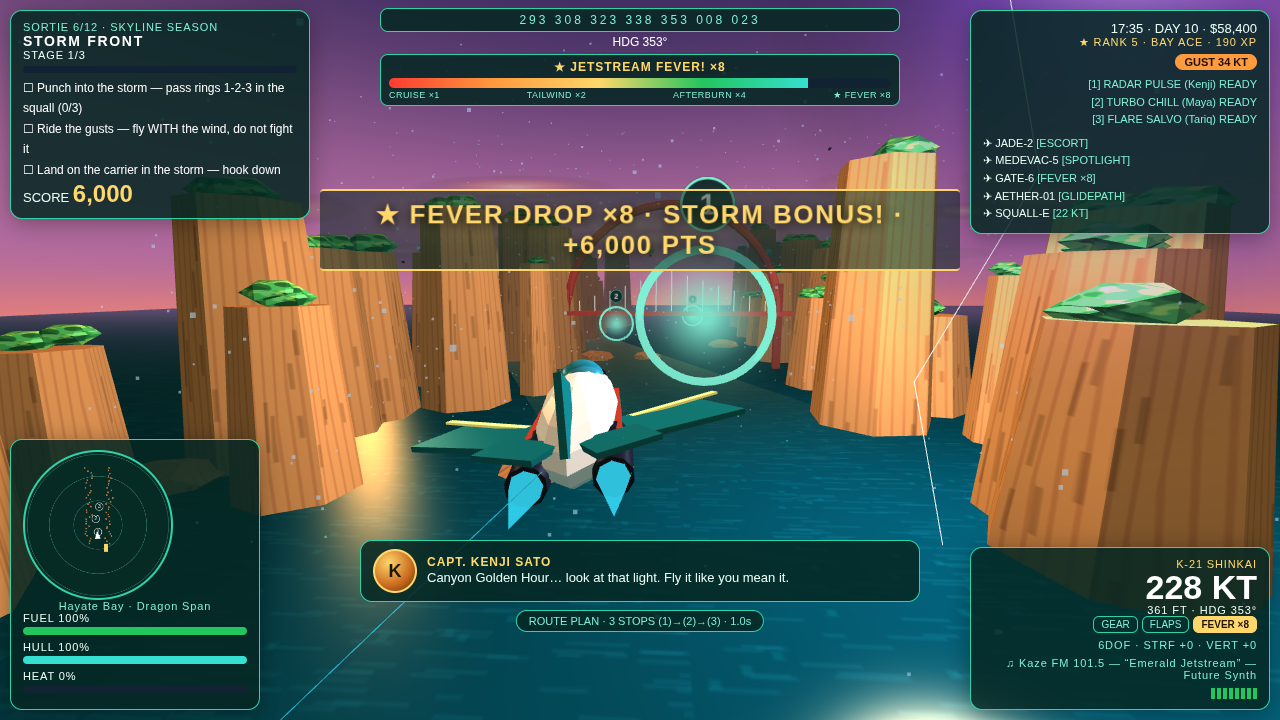 SORTIE 6/12 · SKYLINE SEASON
STORM FRONT
STAGE 1/3
☐ Punch into the storm — pass rings 1-2-3 in the
squall (0/3)
☐ Ride the gusts — fly WITH the wind, do not fight
it
☐ Land on the carrier in the storm — hook down
SCORE 6,000
293 308 323 338 353 008 023
HDG 353°
★ JETSTREAM FEVER! ×8
CRUISE ×1 TAILWIND ×2 AFTERBURN ×4 ★ FEVER ×8
17:35 · DAY 10 · $58,400
★ RANK 5 · BAY ACE · 190 XP
GUST 34 KT
[1] RADAR PULSE (Kenji) READY
[2] TURBO CHILL (Maya) READY
[3] FLARE SALVO (Tariq) READY
✈ JADE-2 [ESCORT]
✈ MEDEVAC-5 [SPOTLIGHT]
✈ GATE-6 [FEVER ×8]
✈ AETHER-01 [GLIDEPATH]
✈ SQUALL-E [22 KT]
1
★ FEVER DROP ×8 · STORM BONUS! ·
+6,000 PTS
2
Hayate Bay · Dragon Span
FUEL 100%
HULL 100%
HEAT 0%
K
CAPT. KENJI SATO
Canyon Golden Hour… look at that light. Fly it like you mean it.
ROUTE PLAN · 3 STOPS (1)→(2)→(3) · 1.0s
K-21 SHINKAI
228 KT
361 FT · HDG 353°
GEAR FLAPS FEVER ×8
6DOF · STRF +0 · VERT +0
♫ Kaze FM 101.5 — “Emerald Jetstream” —
Future Synth